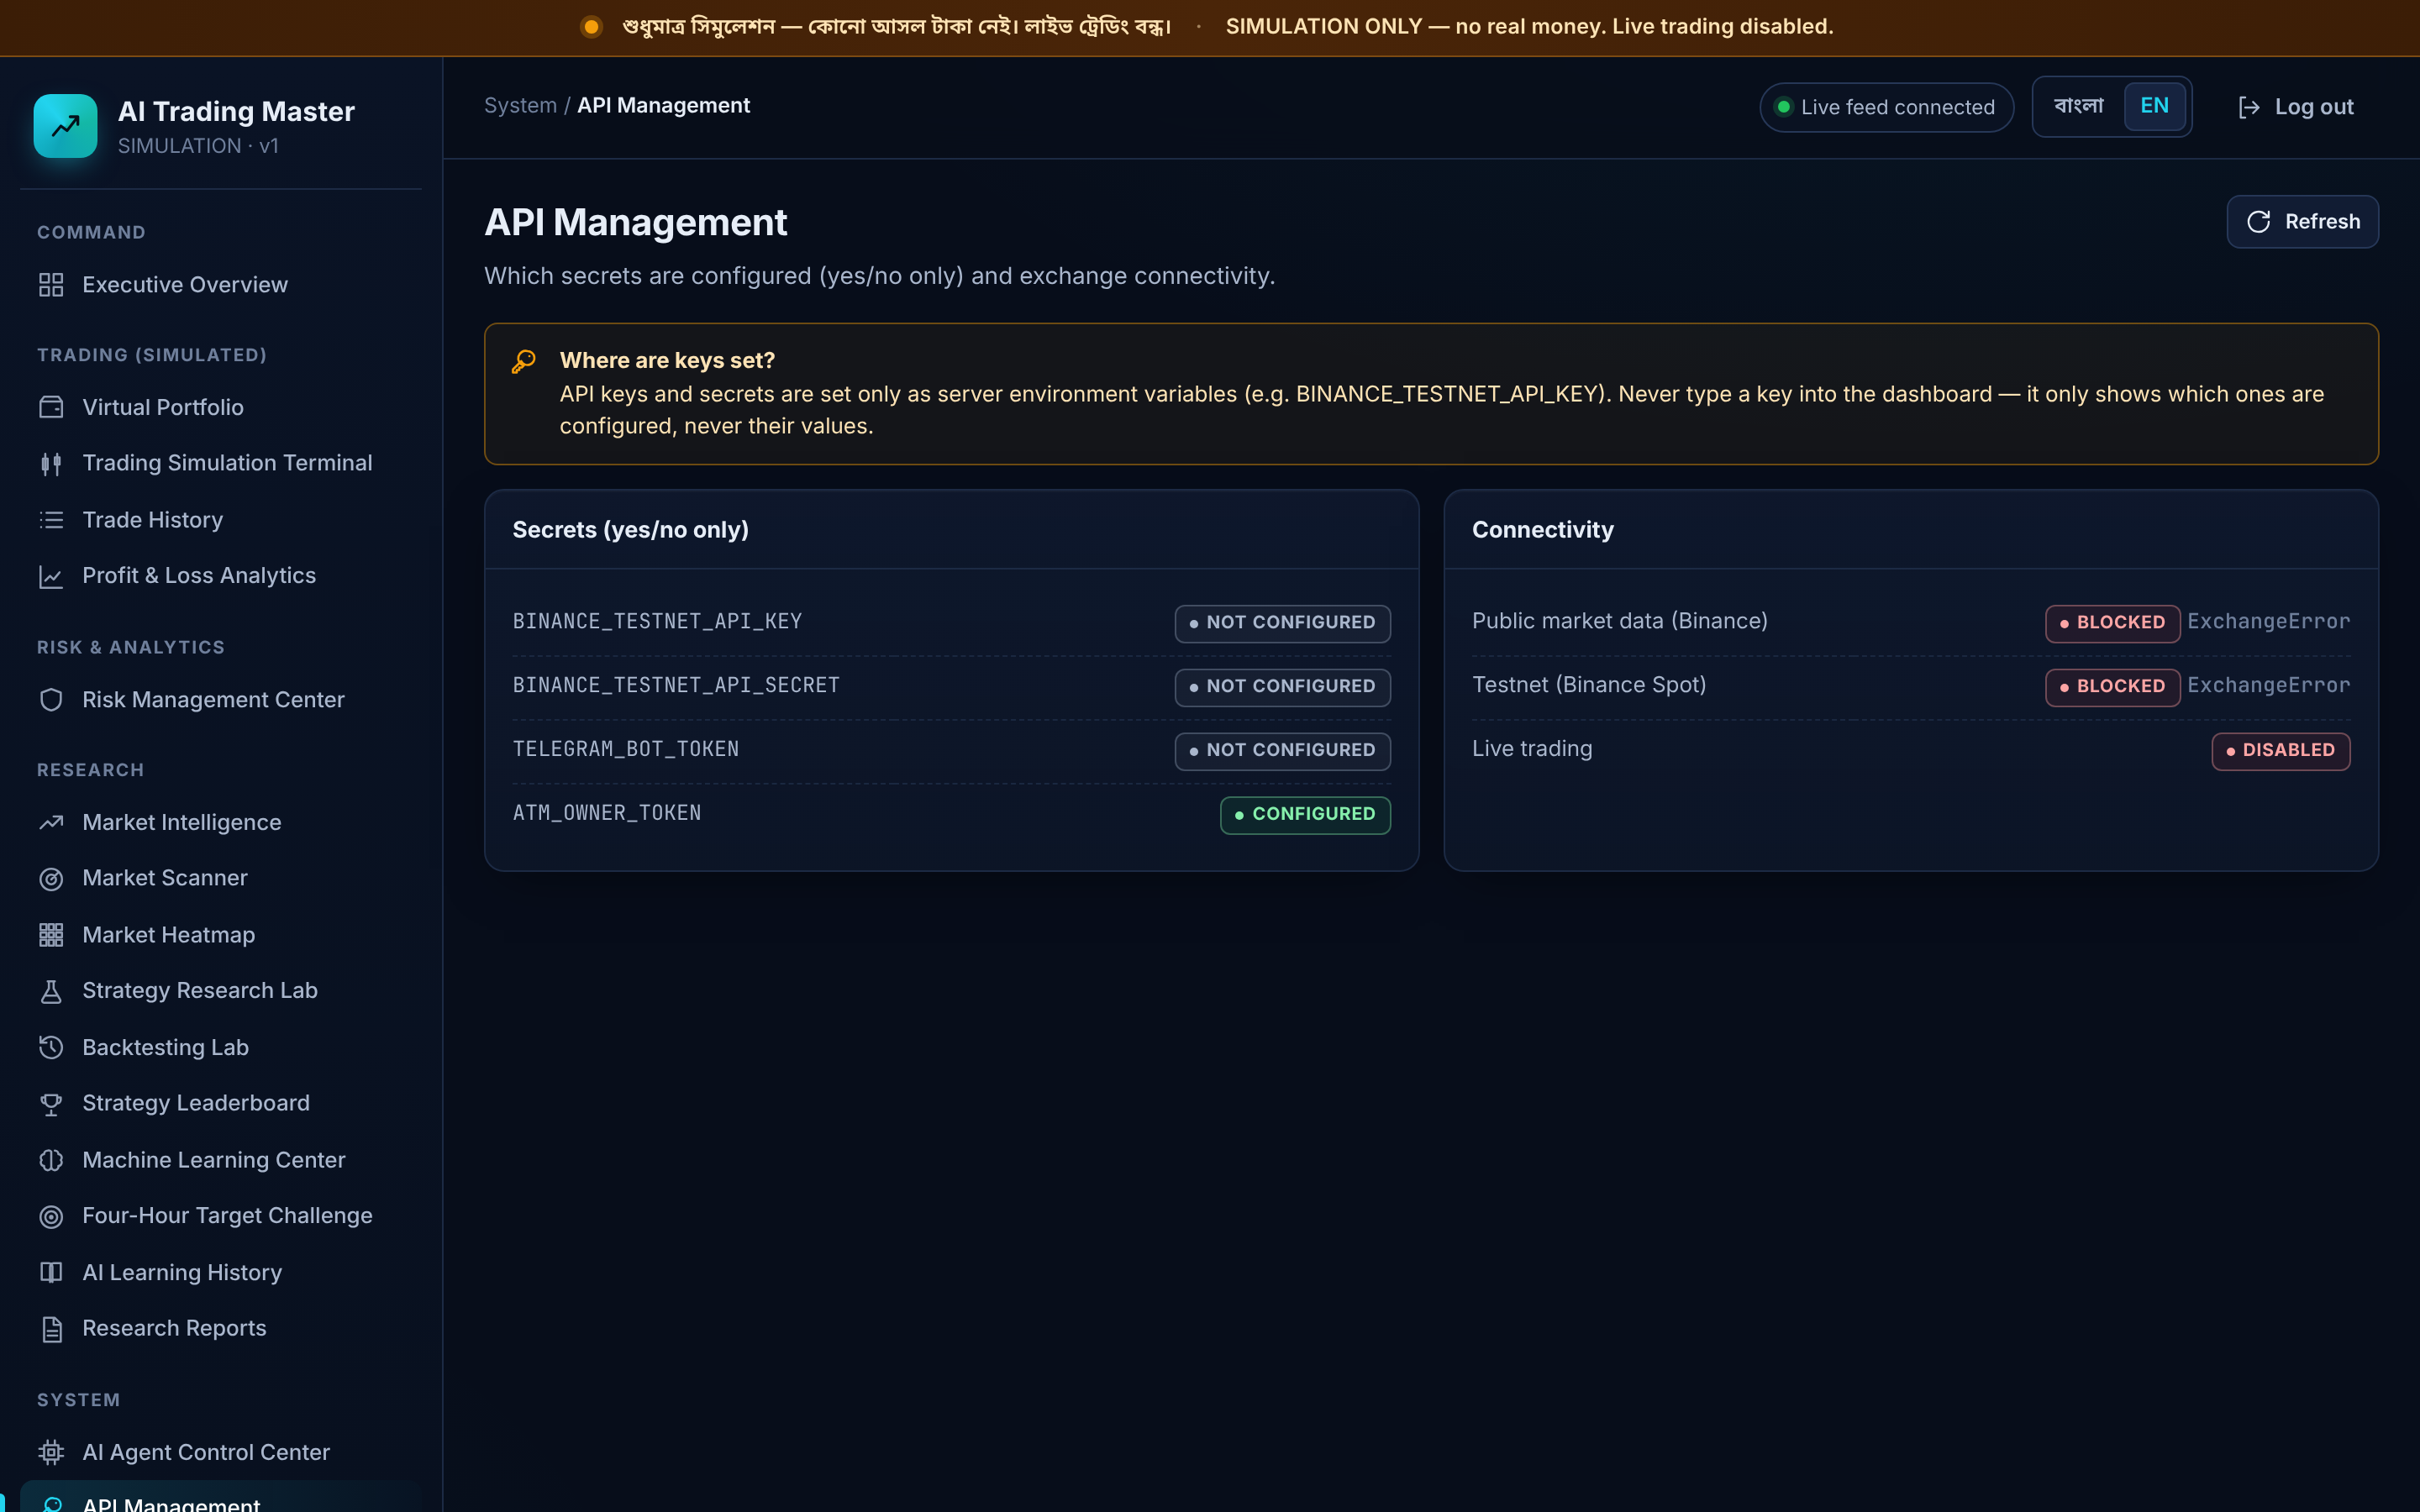 শুধুমাত্র সিমুলেশন — কোনো আসল টাকা নেই। লাইভ ট্রেডিং বন্ধ। · SIMULATION ONLY — no real money. Live trading disabled.
AI Trading Master
SIMULATION · v1
COMMAND
Executive Overview
TRADING (SIMULATED)
Virtual Portfolio
Trading Simulation Terminal
Trade History
Profit & Loss Analytics
RISK & ANALYTICS
Risk Management Center
RESEARCH
Market Intelligence
Market Scanner
Market Heatmap
Strategy Research Lab
Backtesting Lab
Strategy Leaderboard
Machine Learning Center
Four-Hour Target Challenge
AI Learning History
Research Reports
SYSTEM
AI Agent Control Center
API Management
System / API Management
Live feed connected
বাংলা EN
Log out
API Management
Refresh
Which secrets are configured (yes/no only) and exchange connectivity.
Where are keys set?
API keys and secrets are set only as server environment variables (e.g. BINANCE_TESTNET_API_KEY). Never type a key into the dashboard — it only shows which ones are
configured, never their values.
Secrets (yes/no only)
BINANCE_TESTNET_API_KEY NOT CONFIGURED
BINANCE_TESTNET_API_SECRET NOT CONFIGURED
TELEGRAM_BOT_TOKEN NOT CONFIGURED
ATM_OWNER_TOKEN CONFIGURED
Connectivity
Public market data (Binance) BLOCKED ExchangeError
Testnet (Binance Spot) BLOCKED ExchangeError
Live trading DISABLED